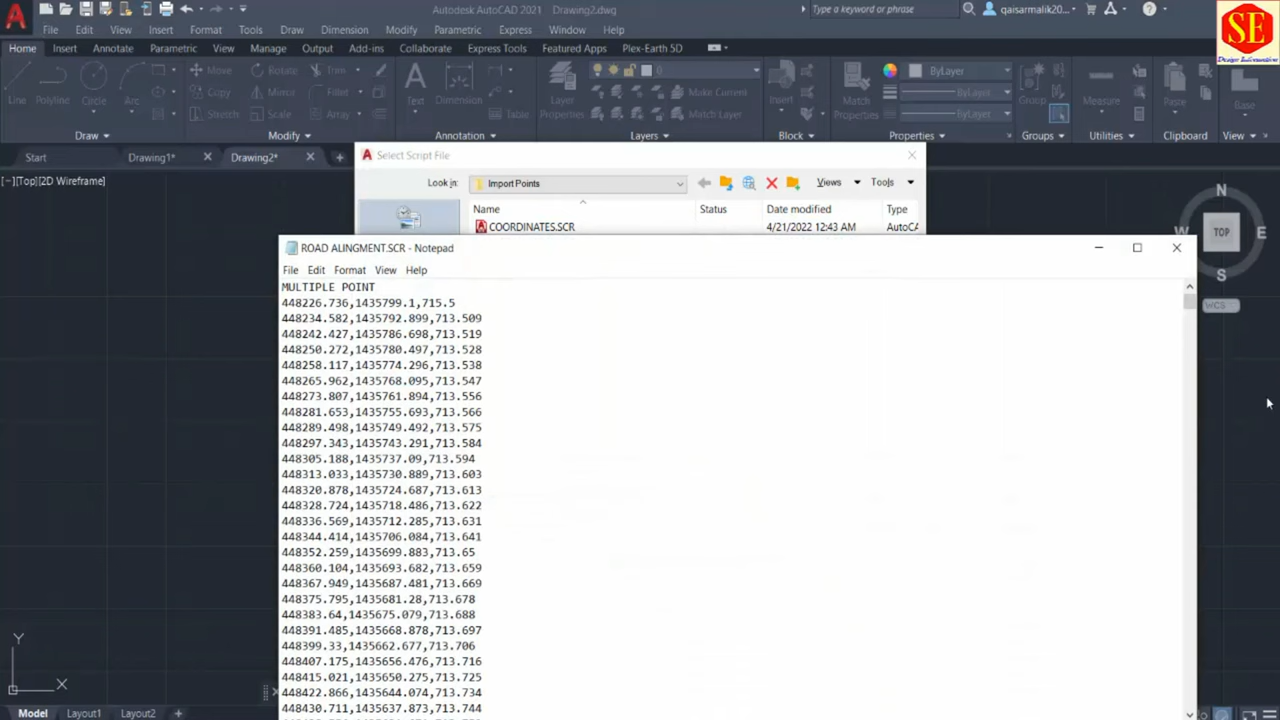 Autodesk AutoCAD 2021 Drawing2.dwg
Type a keyword or phrase
qaisarmalik20...
SE
Design Informative
File Edit View Insert Format Tools Draw Dimension Modify Parametric Express Window Help
Home Insert Annotate Parametric View Manage Output Add-ins Collaborate Express Tools Featured Apps Plex-Earth 5D
Line Polyline Circle Arc
Move Rotate Trim
Copy Mirror Fillet
Stretch Scale Array
Text Dimension Table
Layer Properties
0
Make Current
Match Layer
Insert
Match Properties
ByLayer
ByLayer
ByLayer
Group Measure Paste Base
Draw Modify Annotation Layers Block Properties Groups Utilities Clipboard View
Start Drawing1* Drawing2*
[−][Top][2D Wireframe]
Select Script File
Look in: Import Points Views Tools
Name Status Date modified Type
COORDINATES.SCR 4/21/2022 12:43 AM AutoCA
N
W TOP E
S
WCS
ROAD ALINGMENT.SCR - Notepad
File Edit Format View Help
MULTIPLE POINT
448226.736,1435799.1,715.5
448234.582,1435792.899,713.509
448242.427,1435786.698,713.519
448250.272,1435780.497,713.528
448258.117,1435774.296,713.538
448265.962,1435768.095,713.547
448273.807,1435761.894,713.556
448281.653,1435755.693,713.566
448289.498,1435749.492,713.575
448297.343,1435743.291,713.584
448305.188,1435737.09,713.594
448313.033,1435730.889,713.603
448320.878,1435724.687,713.613
448328.724,1435718.486,713.622
448336.569,1435712.285,713.631
448344.414,1435706.084,713.641
448352.259,1435699.883,713.65
448360.104,1435693.682,713.659
448367.949,1435687.481,713.669
448375.795,1435681.28,713.678
448383.64,1435675.079,713.688
448391.485,1435668.878,713.697
448399.33,1435662.677,713.706
448407.175,1435656.476,713.716
448415.021,1435650.275,713.725
448422.866,1435644.074,713.734
448430.711,1435637.873,713.744
Y
X
Model Layout1 Layout2 +